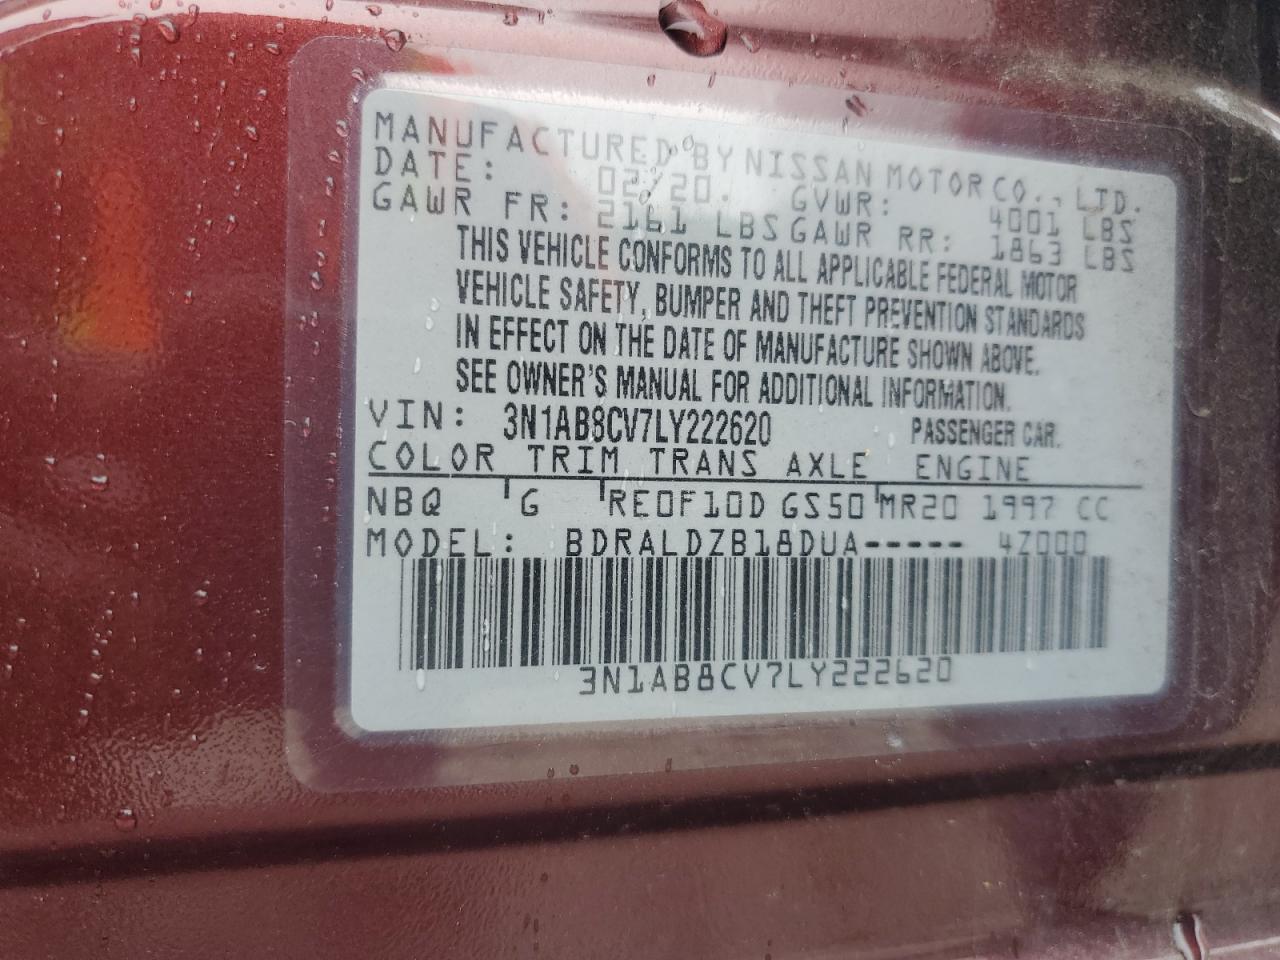 MANUFACTURED BY NISSAN MOTOR CO., LTD.
DATE: 02/20. GVWR: 4001 LBS
GAWR FR: 2161 LBS GAWR RR: 1863 LBS
THIS VEHICLE CONFORMS TO ALL APPLICABLE FEDERAL MOTOR
VEHICLE SAFETY, BUMPER AND THEFT PREVENTION STANDARDS
IN EFFECT ON THE DATE OF MANUFACTURE SHOWN ABOVE.
SEE OWNER'S MANUAL FOR ADDITIONAL INFORMATION.
VIN: 3N1AB8CV7LY222620 PASSENGER CAR.
COLOR TRIM TRANS AXLE ENGINE
NBQ G RE0F10D GS50 MR20 1997 CC
MODEL: BDRALDZB18DUA----- 4Z000
3N1AB8CV7LY222620